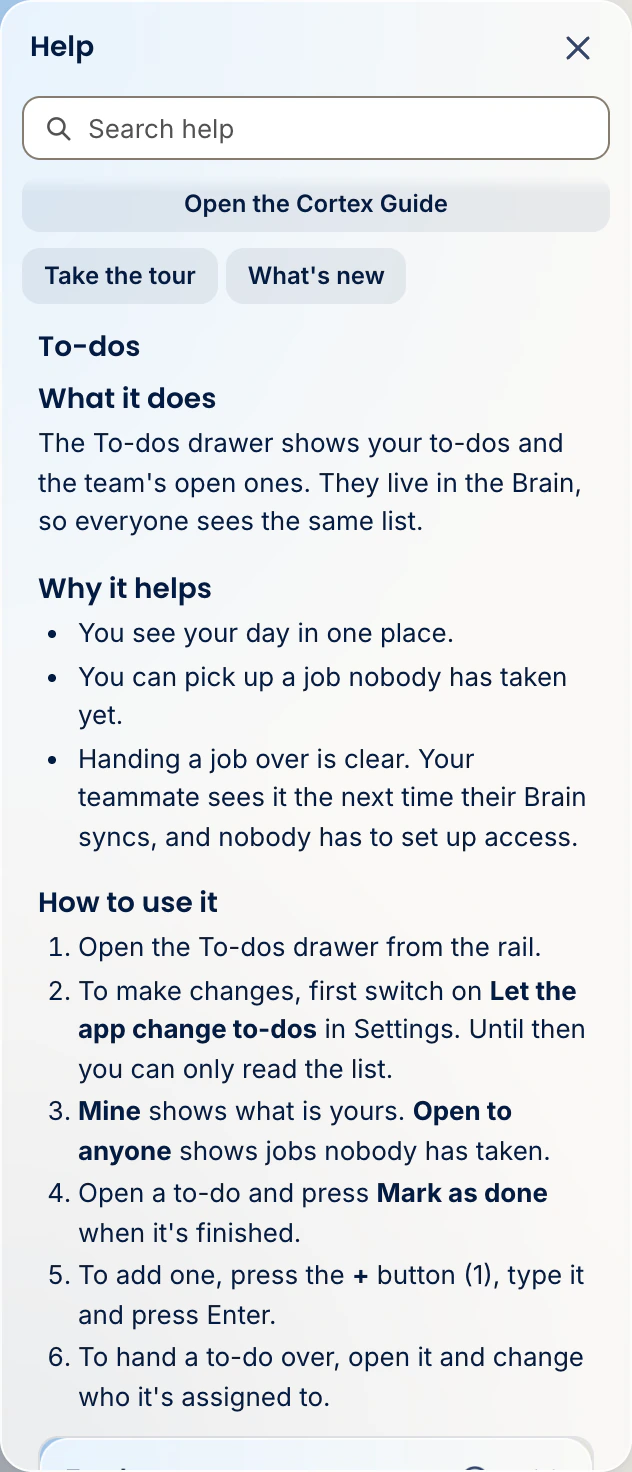 Help
Search help
Open the Cortex Guide
Take the tour
What's new
To-dos
What it does
The To-dos drawer shows your to-dos and
the team's open ones. They live in the Brain,
so everyone sees the same list.
Why it helps
• You see your day in one place.
• You can pick up a job nobody has taken
yet.
• Handing a job over is clear. Your
teammate sees it the next time their Brain
syncs, and nobody has to set up access.
How to use it
1. Open the To-dos drawer from the rail.
2. To make changes, first switch on Let the
app change to-dos in Settings. Until then
you can only read the list.
3. Mine shows what is yours. Open to
anyone shows jobs nobody has taken.
4. Open a to-do and press Mark as done
when it's finished.
5. To add one, press the + button (1), type it
and press Enter.
6. To hand a to-do over, open it and change
who it's assigned to.